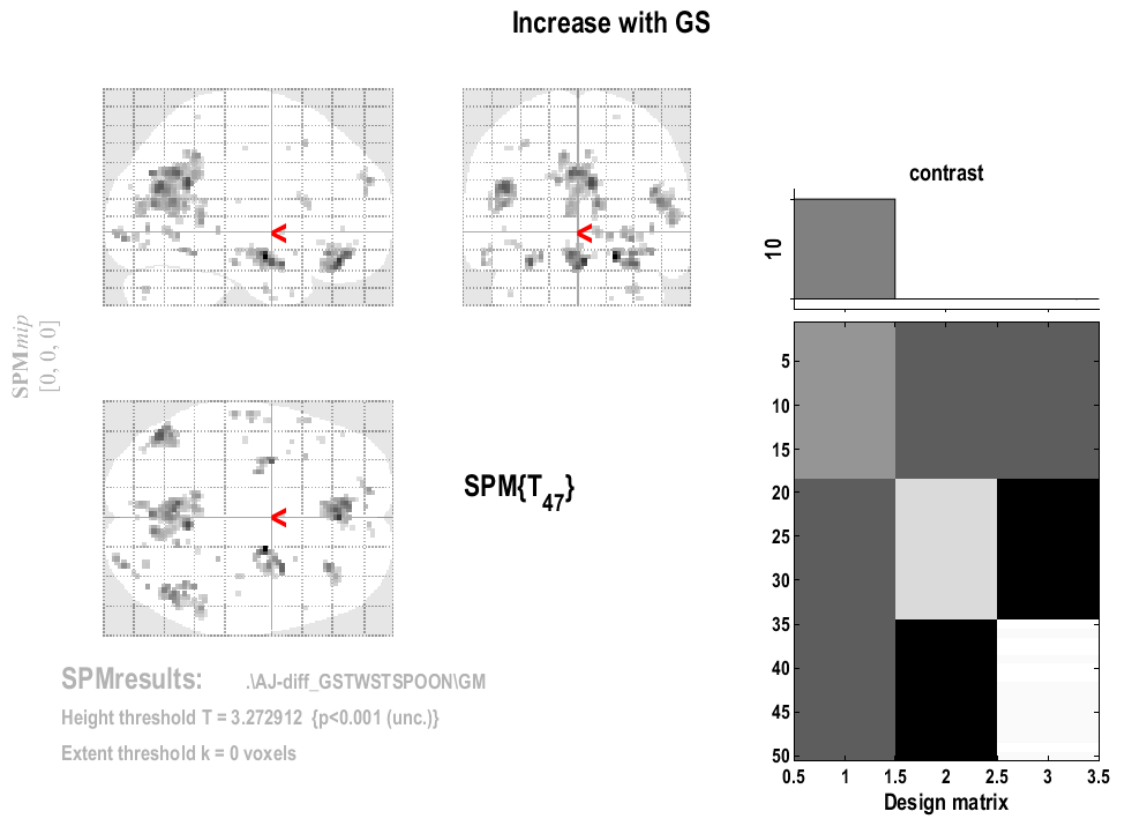 Increase with GS
<
<
contrast
10
SPMmip
[0, 0, 0]
<
SPM{T47}
5
10
15
20
25
30
35
40
45
50
0.5 1 1.5 2 2.5 3 3.5
Design matrix
SPMresults: .\AJ-diff_GSTWSTSPOON\GM
Height threshold T = 3.272912 {p<0.001 (unc.)}
Extent threshold k = 0 voxels